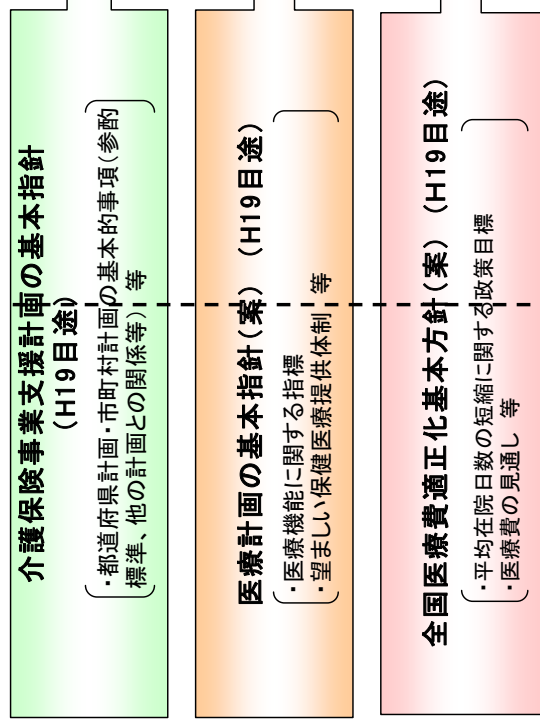 介護保険事業支援計画の基本指針
(H19目途)
・都道府県計画・市町村計画の基本的事項(参酌
標準、他の計画との関係等) 等
医療計画の基本指針(案) (H19目途)
・医療機能に関する指標
・望ましい保健医療提供体制 等
全国医療費適正化基本方針(案) (H19目途)
・平均在院日数の短縮に関する政策目標
・医療費の見通し 等